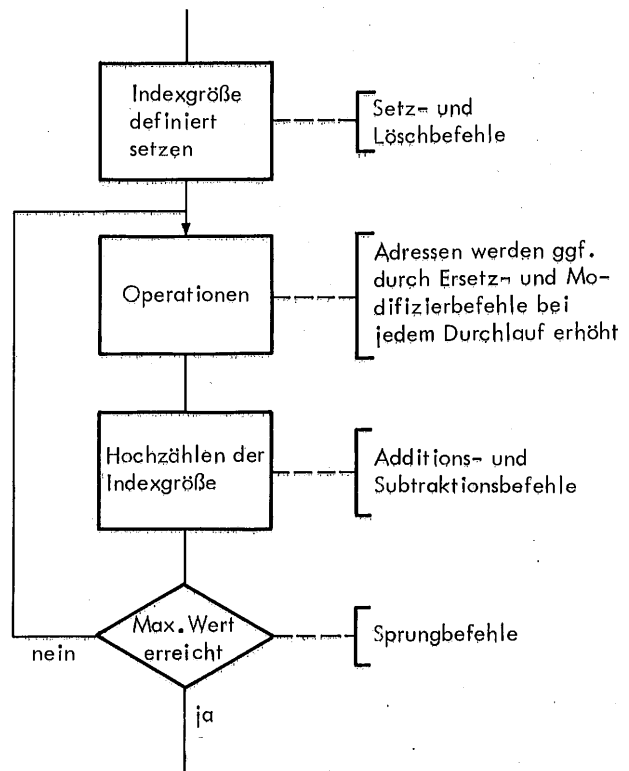 Indexgröße
definiert
setzen
Setz- und
Löschbefehle
Operationen
Adressen werden ggf.
durch Ersetz- und Mo-
difizierbefehle bei
jedem Durchlauf erhöht
Hochzählen der
Indexgröße
Additions- und
Subtraktionsbefehle
Max. Wert
erreicht
Sprungbefehle
nein
ja